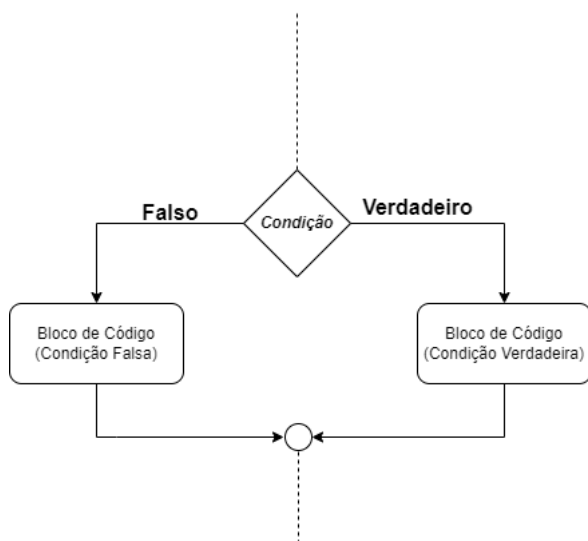 Falso
Condição
Verdadeiro
Bloco de Código
(Condição Falsa)
Bloco de Código
(Condição Verdadeira)